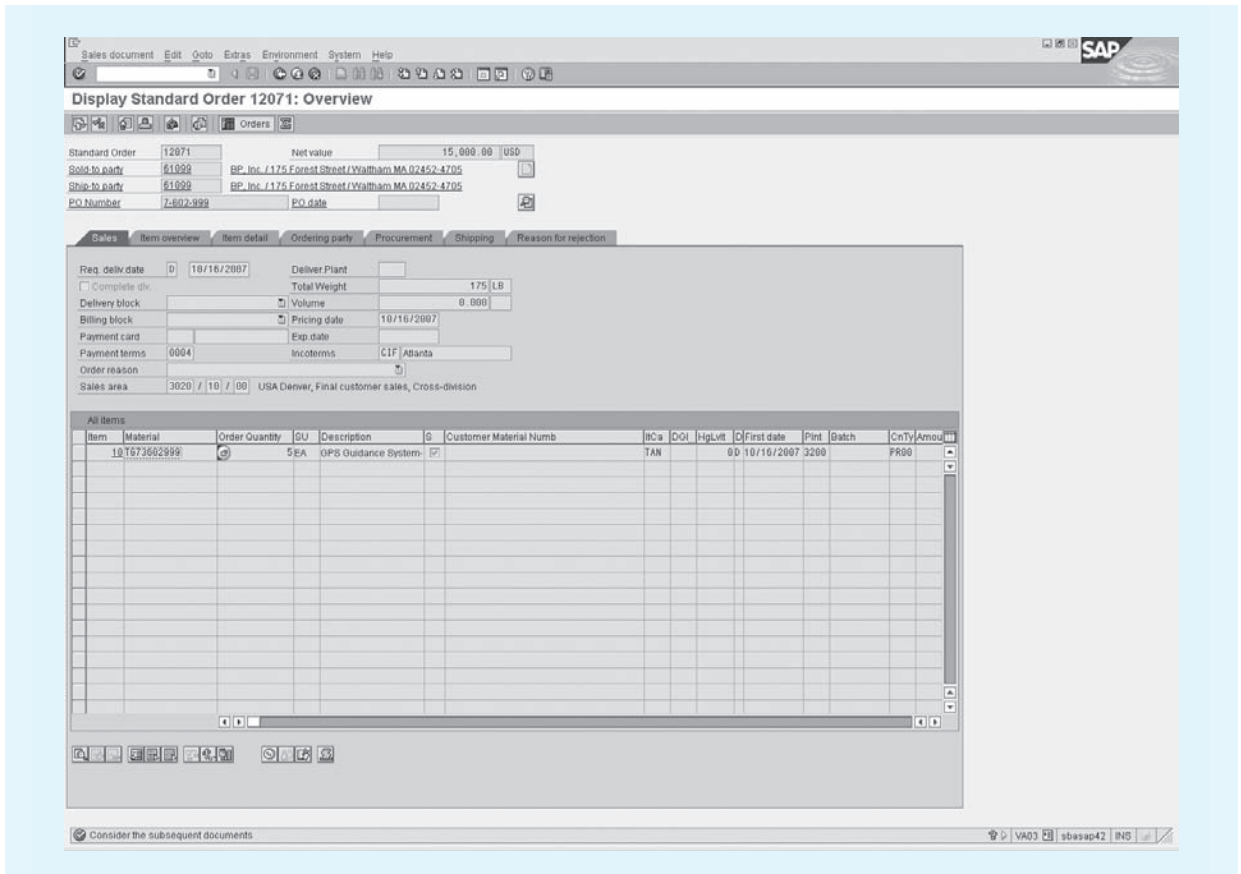 Sales document Edit Goto Extras Environment System Help
SAP
Display Standard Order 12071: Overview
Orders
Standard Order 12071 Net value 15,000.00 USD
Sold-to party 61099 BP, Inc. / 175 Forest Street / Waltham MA 02452-4705
Ship-to party 61099 BP, Inc. / 175 Forest Street / Waltham MA 02452-4705
PO Number 7-602-999 PO date
Sales Item overview Item detail Ordering party Procurement Shipping Reason for rejection
Req. deliv.date D 10/16/2007 Deliver.Plant
Complete dlv. Total Weight 175 LB
Delivery block Volume 0.000
Billing block Pricing date 10/16/2007
Payment card Exp.date
Payment terms 0004 Incoterms CIF Atlanta
Order reason
Sales area 3020 / 10 / 00 USA Denver, Final customer sales, Cross-division
All items
Item Material Order Quantity SU Description S Customer Material Numb ItCa DGI HgLvIt D First date Plnt Batch CnTy Amou
10 TG73602999 5 EA GPS Guidance System- TAN 0 D 10/16/2007 3200 PR00
Consider the subsequent documents VA03 sbasap42 INS